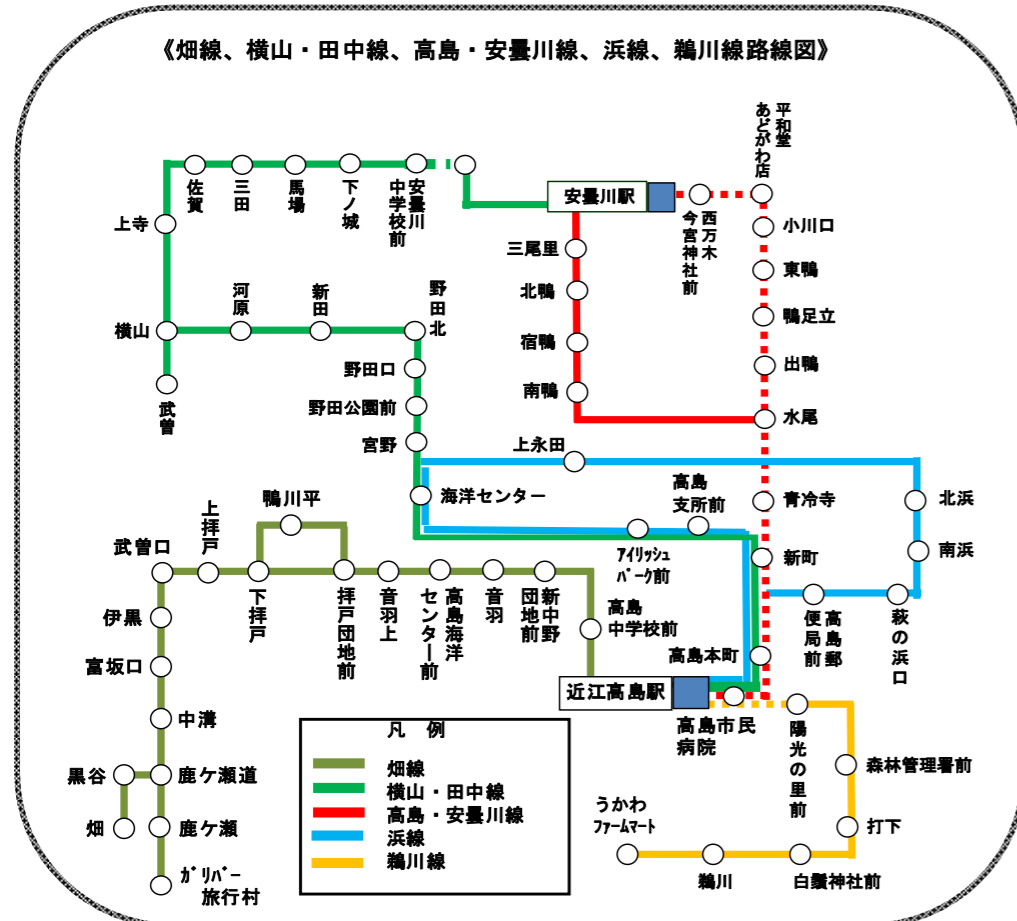 《畑線、横山・田中線、高島・安曇川線、浜線、鵜川線路線図》
平和堂
あどがわ店
佐賀
三田
馬場
下ノ城
安曇川
中学校前
安曇川駅
西万木
今宮神社前
小川口
上寺
三尾里
東鴨
河原
新田
野田北
北鴨
鴨足立
横山
宿鴨
野田口
出鴨
武曽
野田公園前
南鴨
水尾
宮野
上永田
海洋センター
高島
支所前
北浜
青冷寺
鴨川平
上拝戸
武曽口
アイリッシュ
パーク前
新町
南浜
下拝戸
拝戸団地前
音羽上
高島海洋
センター前
音羽
新中野
団地前
高島
中学校前
高島郵
便局前
萩の浜口
伊黒
高島本町
富坂口
近江高島駅
高島市民
病院
陽光の里前
中溝
凡 例
畑線
横山・田中線
高島・安曇川線
浜線
鵜川線
森林管理署前
黒谷
鹿ケ瀬道
うかわ
ファームマート
打下
畑
鹿ケ瀬
ガリバー
旅行村
鵜川
白鬚神社前